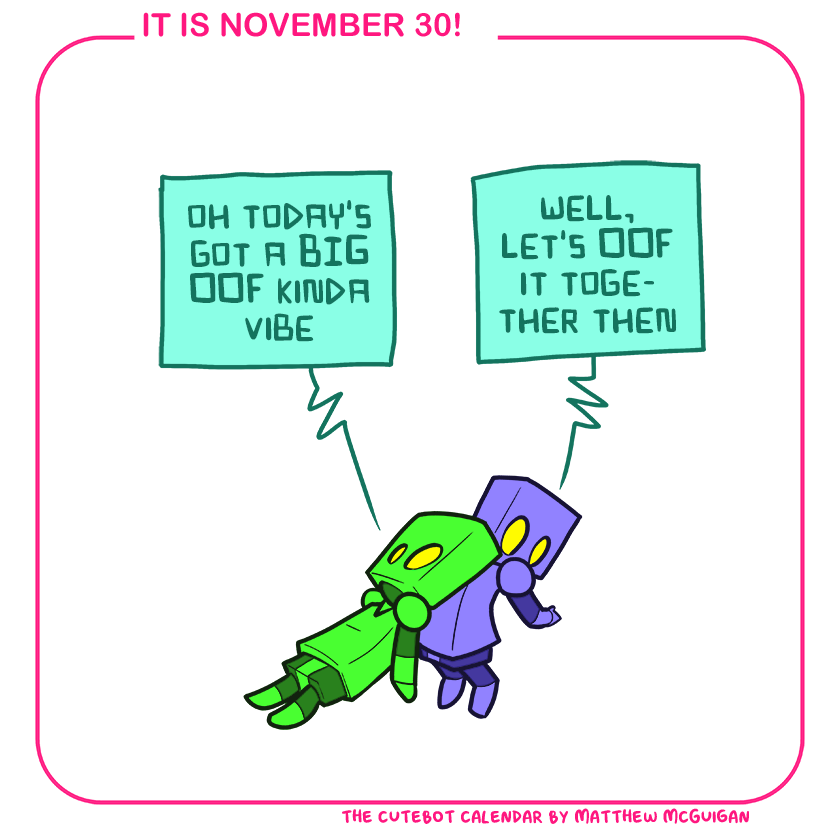 IT IS NOVEMBER 30!
OH TODAY'S
GOT A BIG
OOF KINDA
VIBE
WELL,
LET'S OOF
IT TOGE-
THER THEN
THE CUTEBOT CALENDAR BY MATTHEW MCGUIGAN